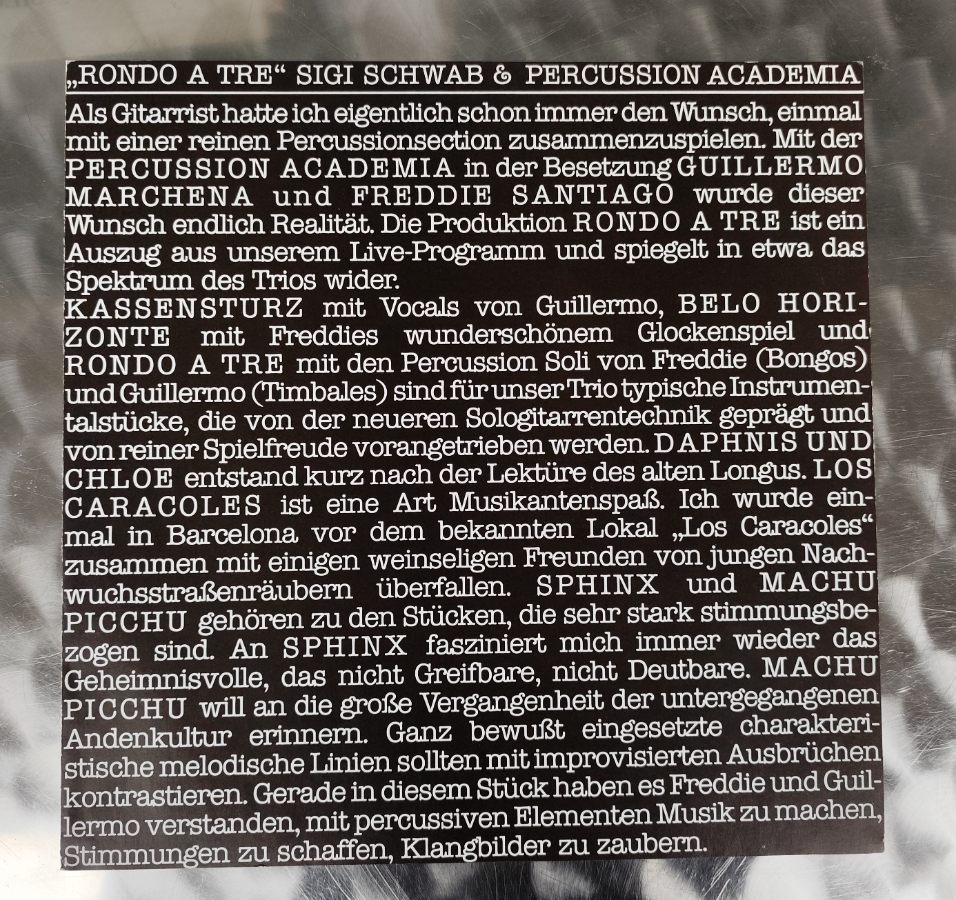 „RONDO A TRE“ SIGI SCHWAB & PERCUSSION ACADEMIA
Als Gitarrist hatte ich eigentlich schon immer den Wunsch, einmal
mit einer reinen Percussionsection zusammenzuspielen. Mit der
PERCUSSION ACADEMIA in der Besetzung GUILLERMO
MARCHENA und FREDDIE SANTIAGO wurde dieser
Wunsch endlich Realität. Die Produktion RONDO A TRE ist ein
Auszug aus unserem Live-Programm und spiegelt in etwa das
Spektrum des Trios wider.
KASSENSTURZ mit Vocals von Guillermo, BELO HORI-
ZONTE mit Freddies wunderschönem Glockenspiel und
RONDO A TRE mit den Percussion Soli von Freddie (Bongos)
und Guillermo (Timbales) sind für unser Trio typische Instrumen-
talstücke, die von der neueren Sologitarrentechnik geprägt und
von reiner Spielfreude vorangetrieben werden. DAPHNIS UND
CHLOE entstand kurz nach der Lektüre des alten Longus. LOS
CARACOLES ist eine Art Musikantenspaß. Ich wurde ein-
mal in Barcelona vor dem bekannten Lokal „Los Caracoles“
zusammen mit einigen weinseligen Freunden von jungen Nach-
wuchsstraßenräubern überfallen. SPHINX und MACHU
PICCHU gehören zu den Stücken, die sehr stark stimmungsbe-
zogen sind. An SPHINX fasziniert mich immer wieder das
Geheimnisvolle, das nicht Greifbare, nicht Deutbare. MACHU
PICCHU will an die große Vergangenheit der untergegangenen
Andenkultur erinnern. Ganz bewußt eingesetzte charakteri-
stische melodische Linien sollten mit improvisierten Ausbrüchen
kontrastieren. Gerade in diesem Stück haben es Freddie und Guil-
lermo verstanden, mit percussiven Elementen Musik zu machen,
Stimmungen zu schaffen, Klangbilder zu zaubern.